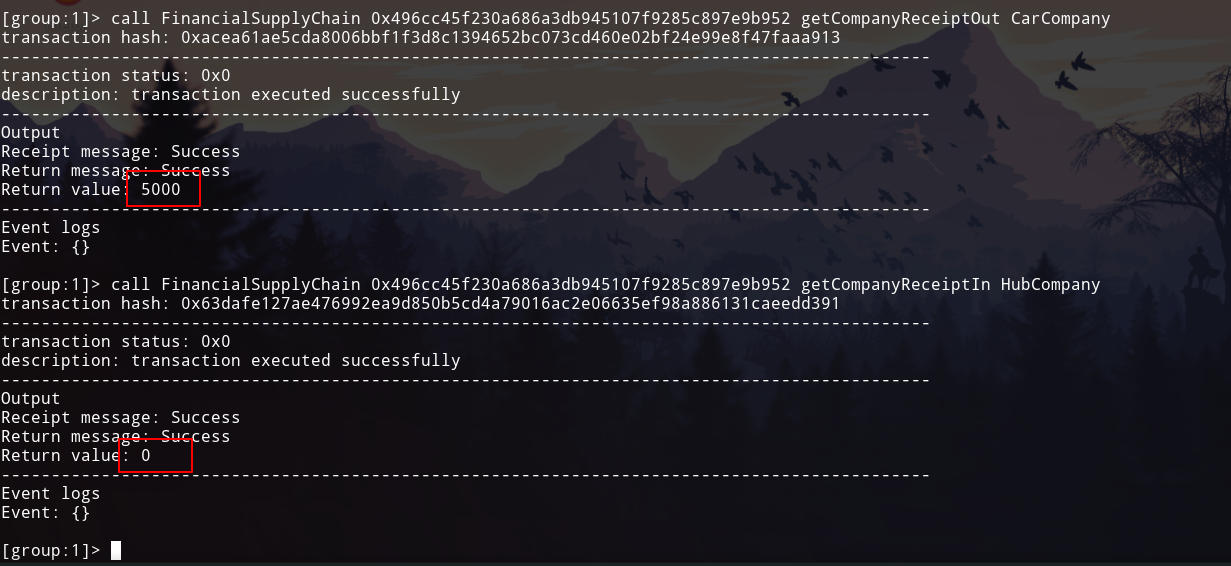 [group:1]> call FinancialSupplyChain 0x496cc45f230a686a3db945107f9285c897e9b952 getCompanyReceiptOut CarCompany
transaction hash: 0xacea61ae5cda8006bbf1f3d8c1394652bc073cd460e02bf24e99e8f47faaa913
---------------------------------------------------------------------------------------------
transaction status: 0x0
description: transaction executed successfully
---------------------------------------------------------------------------------------------
Output
Receipt message: Success
Return message: Success
Return value: 5000
---------------------------------------------------------------------------------------------
Event logs
Event: {}
[group:1]> call FinancialSupplyChain 0x496cc45f230a686a3db945107f9285c897e9b952 getCompanyReceiptIn HubCompany
transaction hash: 0x63dafe127ae476992ea9d850b5cd4a79016ac2e06635ef98a886131caeedd391
---------------------------------------------------------------------------------------------
transaction status: 0x0
description: transaction executed successfully
---------------------------------------------------------------------------------------------
Output
Receipt message: Success
Return message: Success
Return value: 0
---------------------------------------------------------------------------------------------
Event logs
Event: {}
[group:1]>